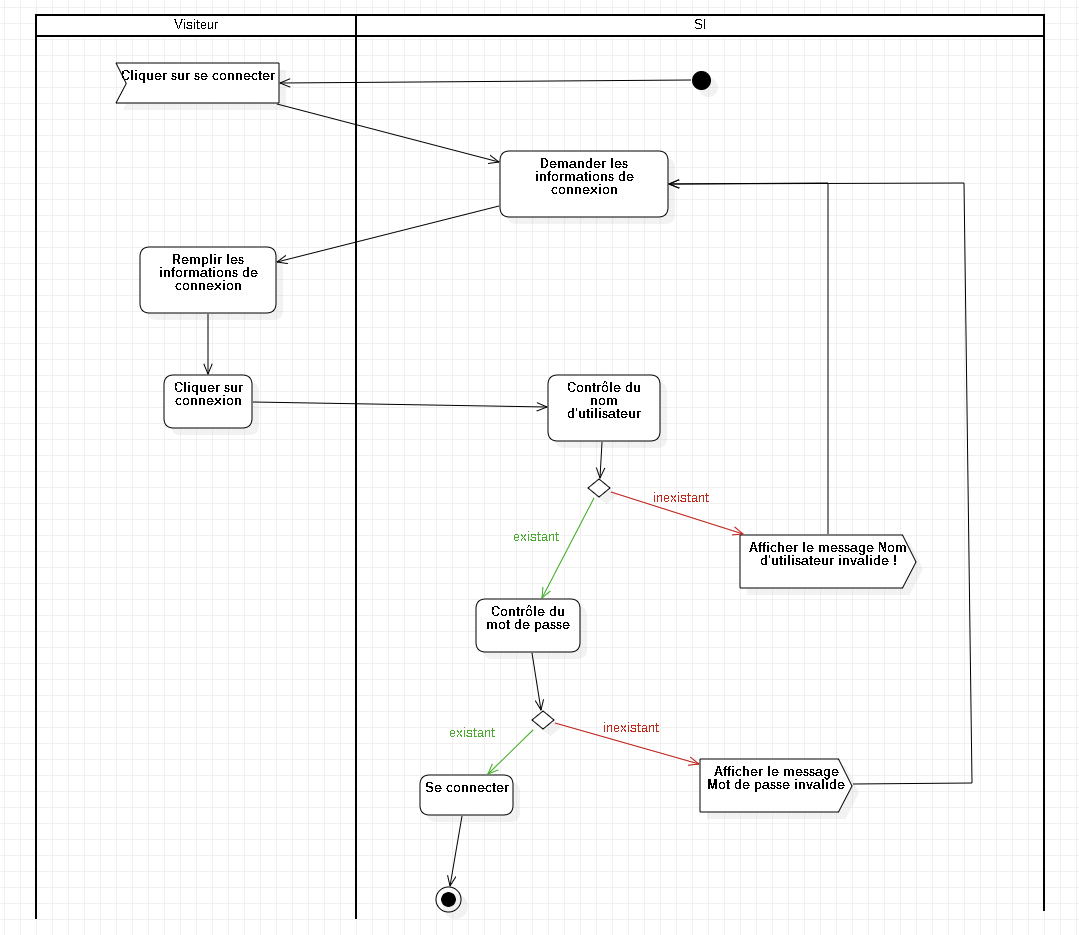 Visiteur
SI
Cliquer sur se connecter
Demander les
informations de
connexion
Remplir les
informations de
connexion
Cliquer sur
connexion
Contrôle du
nom
d'utilisateur
inexistant
existant
Afficher le message Nom
d'utilisateur invalide !
Contrôle du
mot de passe
inexistant
existant
Afficher le message
Mot de passe invalide
Se connecter